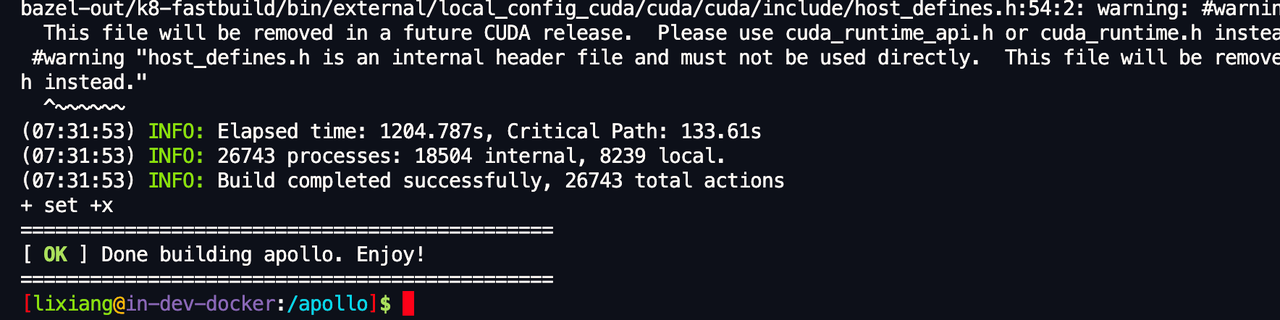 bazel-out/k8-fastbuild/bin/external/local_config_cuda/cuda/cuda/include/host_defines.h:54:2: warning: #warnin
  This file will be removed in a future CUDA release.  Please use cuda_runtime_api.h or cuda_runtime.h instea
 #warning "host_defines.h is an internal header file and must not be used directly.  This file will be remove
h instead."
  ^~~~~~~
(07:31:53) INFO: Elapsed time: 1204.787s, Critical Path: 133.61s
(07:31:53) INFO: 26743 processes: 18504 internal, 8239 local.
(07:31:53) INFO: Build completed successfully, 26743 total actions
+ set +x
==============================================
[ OK ] Done building apollo. Enjoy!
==============================================
[lixiang@in-dev-docker:/apollo]$